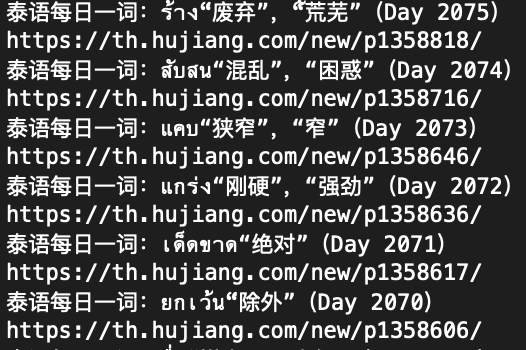 泰语每日一词：ร้าง“废弃”，“荒芜”（Day 2075）
https://th.hujiang.com/new/p1358818/
泰语每日一词：สับสน“混乱”，“困惑”（Day 2074）
https://th.hujiang.com/new/p1358716/
泰语每日一词：แคบ“狭窄”，“窄”（Day 2073）
https://th.hujiang.com/new/p1358646/
泰语每日一词：แกร่ง“刚硬”，“强劲”（Day 2072）
https://th.hujiang.com/new/p1358636/
泰语每日一词：เด็ดขาด“绝对”（Day 2071）
https://th.hujiang.com/new/p1358617/
泰语每日一词：ยกเว้น“除外”（Day 2070）
https://th.hujiang.com/new/p1358606/